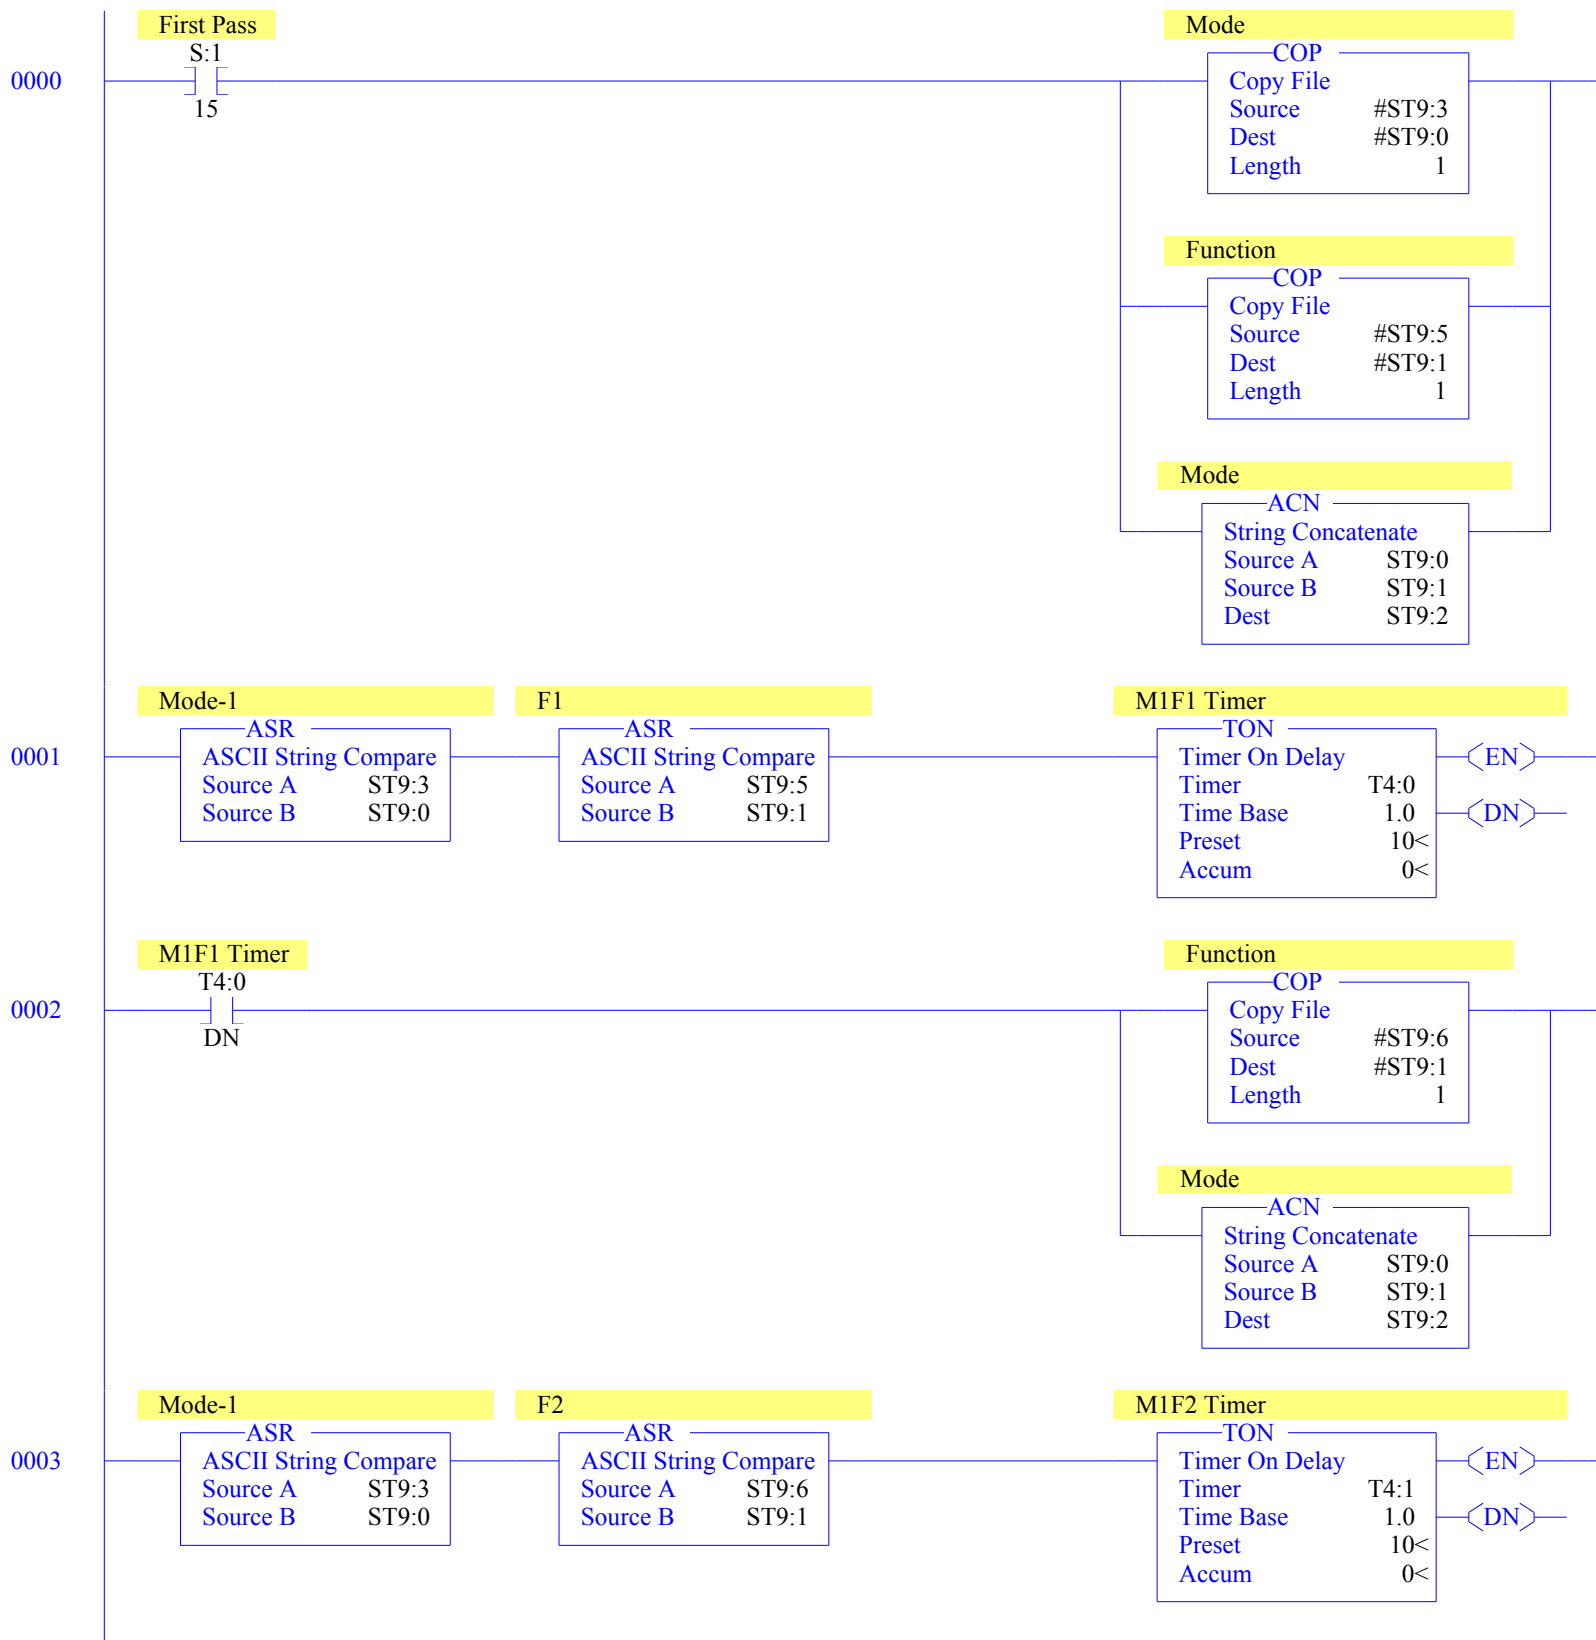 First Pass
S:1
15
0000
Mode
COP
Copy File
Source #ST9:3
Dest #ST9:0
Length 1
Function
COP
Copy File
Source #ST9:5
Dest #ST9:1
Length 1
Mode
ACN
String Concatenate
Source A ST9:0
Source B ST9:1
Dest ST9:2
0001
Mode-1
ASR
ASCII String Compare
Source A ST9:3
Source B ST9:0
F1
ASR
ASCII String Compare
Source A ST9:5
Source B ST9:1
M1F1 Timer
TON
Timer On Delay
Timer T4:0
Time Base 1.0
Preset 10<
Accum 0<
EN
DN
0002
M1F1 Timer
T4:0
DN
Function
COP
Copy File
Source #ST9:6
Dest #ST9:1
Length 1
Mode
ACN
String Concatenate
Source A ST9:0
Source B ST9:1
Dest ST9:2
0003
Mode-1
ASR
ASCII String Compare
Source A ST9:3
Source B ST9:0
F2
ASR
ASCII String Compare
Source A ST9:6
Source B ST9:1
M1F2 Timer
TON
Timer On Delay
Timer T4:1
Time Base 1.0
Preset 10<
Accum 0<
EN
DN